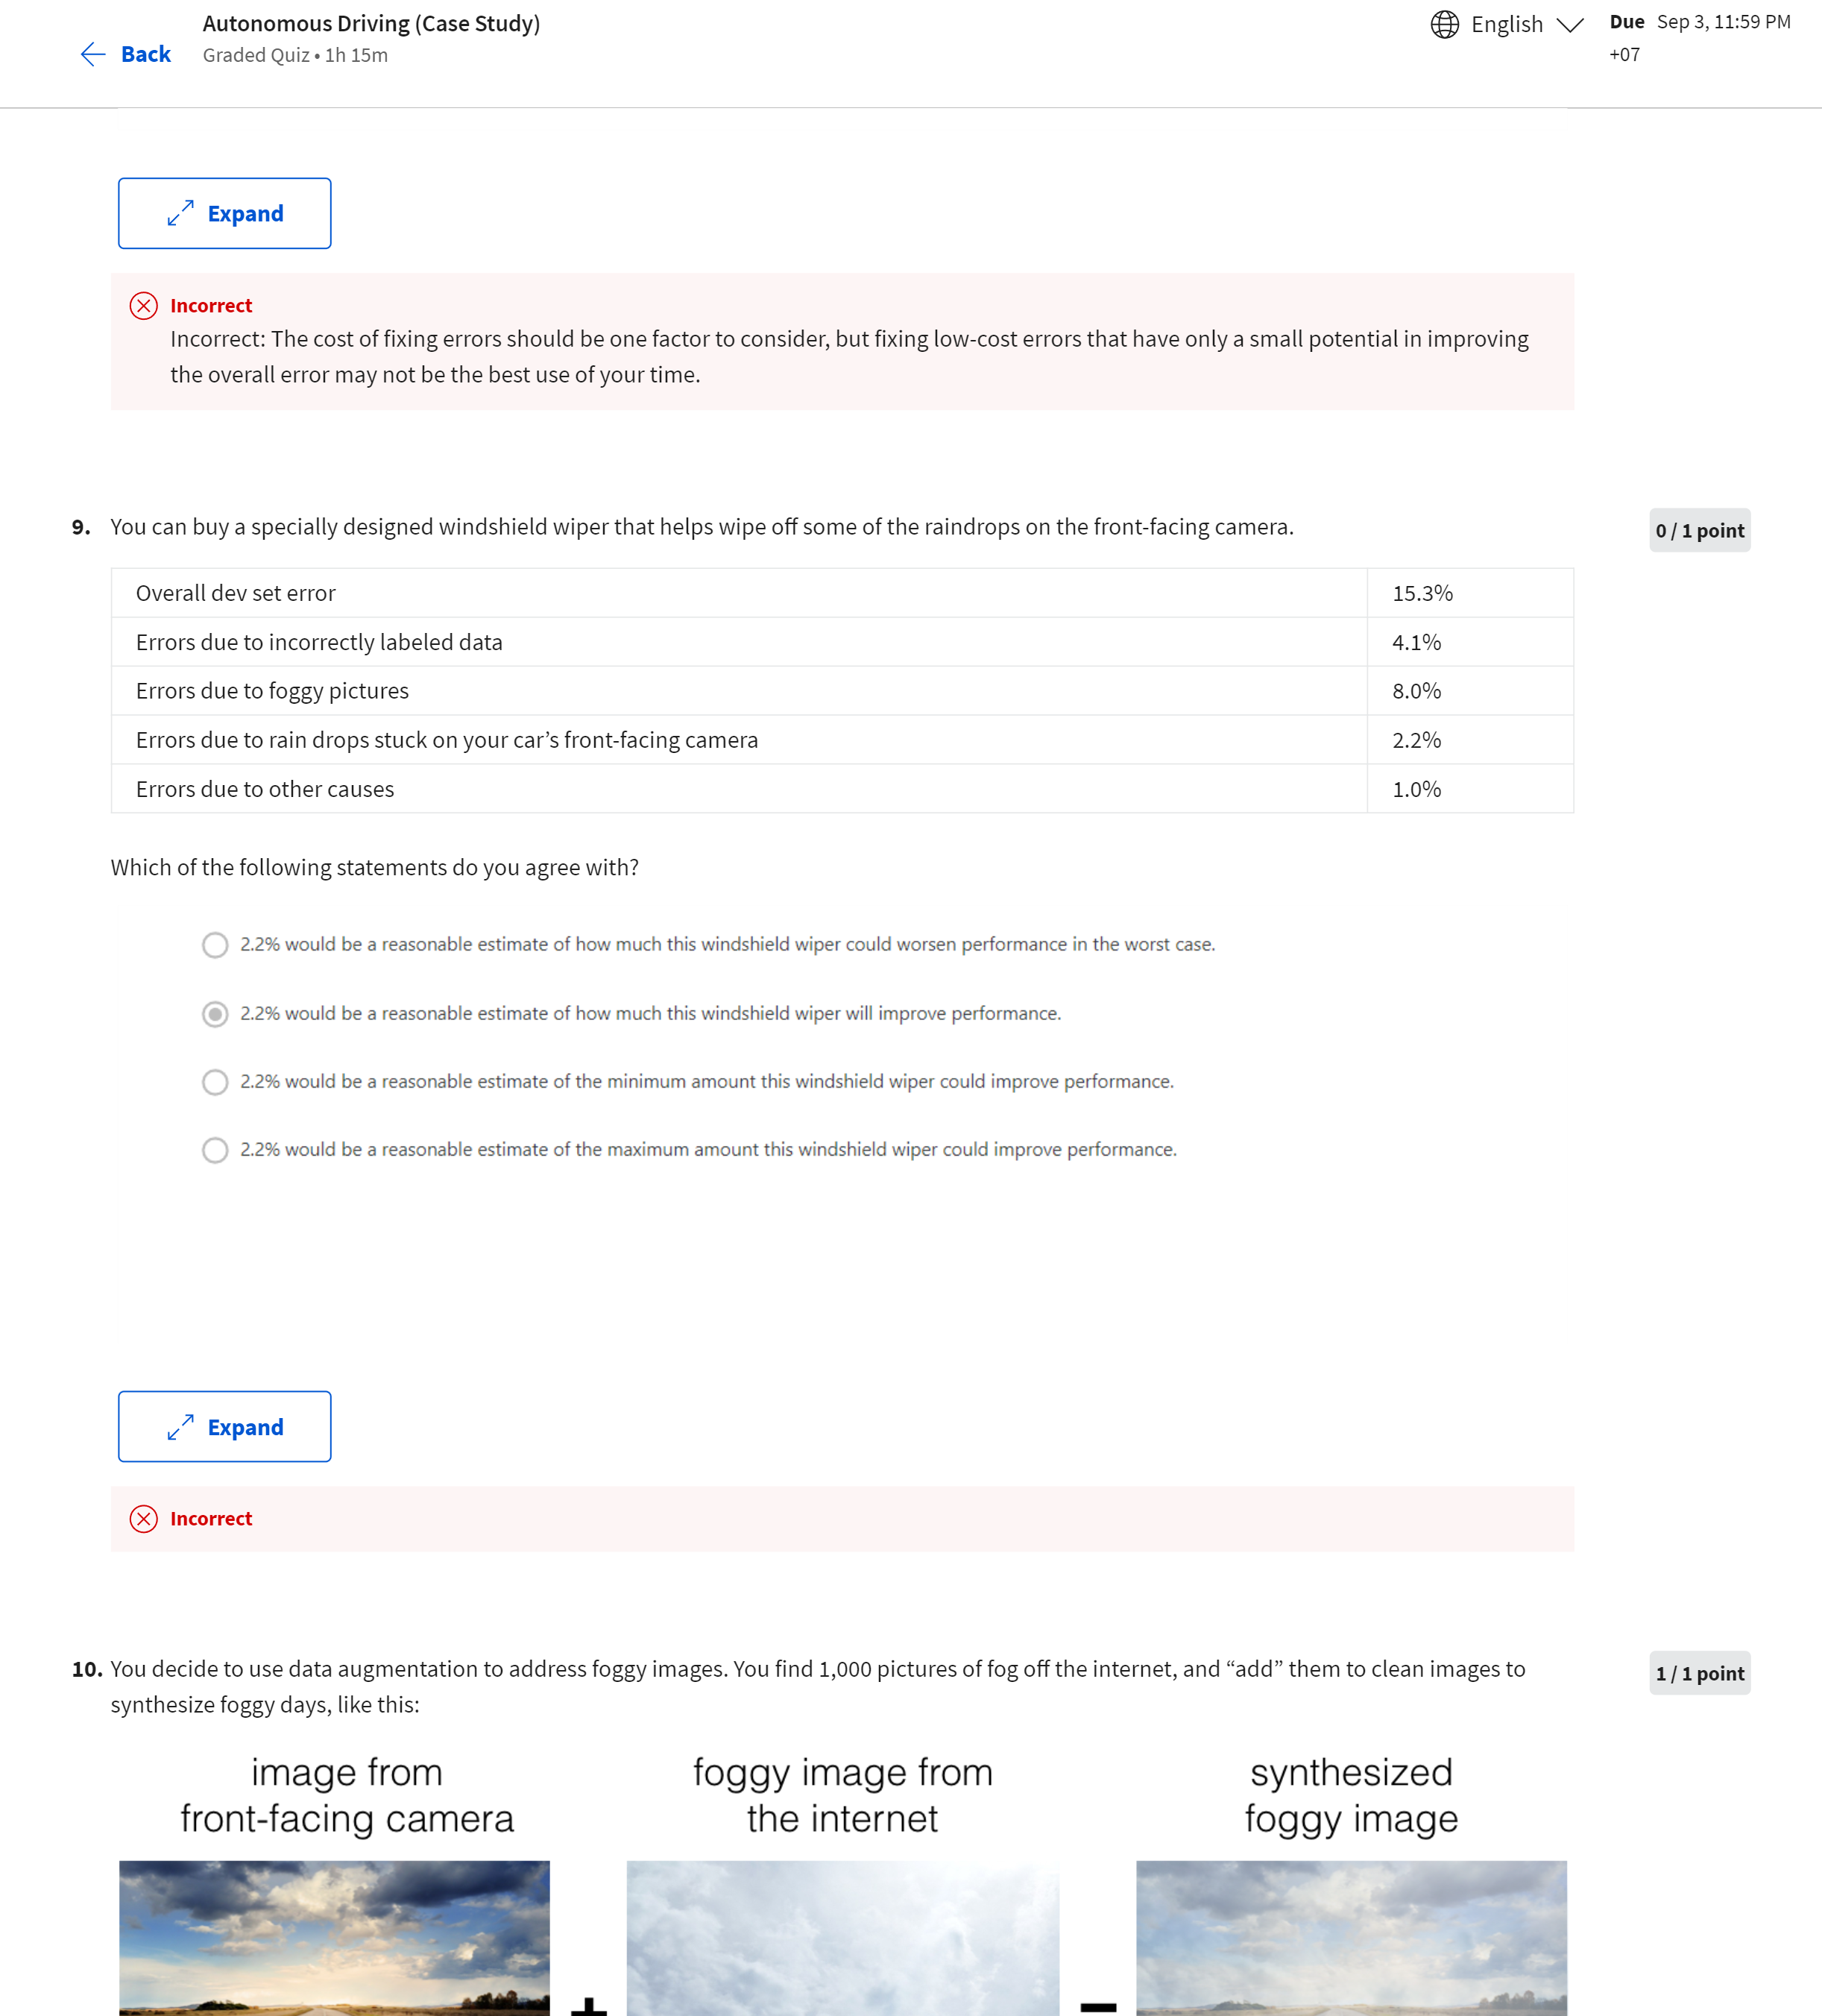 Autonomous Driving (Case Study)
Back
Graded Quiz • 1h 15m
English
Due Sep 3, 11:59 PM
+07
Expand
Incorrect
Incorrect: The cost of fixing errors should be one factor to consider, but fixing low-cost errors that have only a small potential in improving
the overall error may not be the best use of your time.
9. You can buy a specially designed windshield wiper that helps wipe off some of the raindrops on the front-facing camera.
0 / 1 point
Overall dev set error 15.3%
Errors due to incorrectly labeled data 4.1%
Errors due to foggy pictures 8.0%
Errors due to rain drops stuck on your car’s front-facing camera 2.2%
Errors due to other causes 1.0%
Which of the following statements do you agree with?
2.2% would be a reasonable estimate of how much this windshield wiper could worsen performance in the worst case.
2.2% would be a reasonable estimate of how much this windshield wiper will improve performance.
2.2% would be a reasonable estimate of the minimum amount this windshield wiper could improve performance.
2.2% would be a reasonable estimate of the maximum amount this windshield wiper could improve performance.
Expand
Incorrect
10. You decide to use data augmentation to address foggy images. You find 1,000 pictures of fog off the internet, and “add” them to clean images to
synthesize foggy days, like this:
1 / 1 point
image from
front-facing camera
foggy image from
the internet
synthesized
foggy image
+